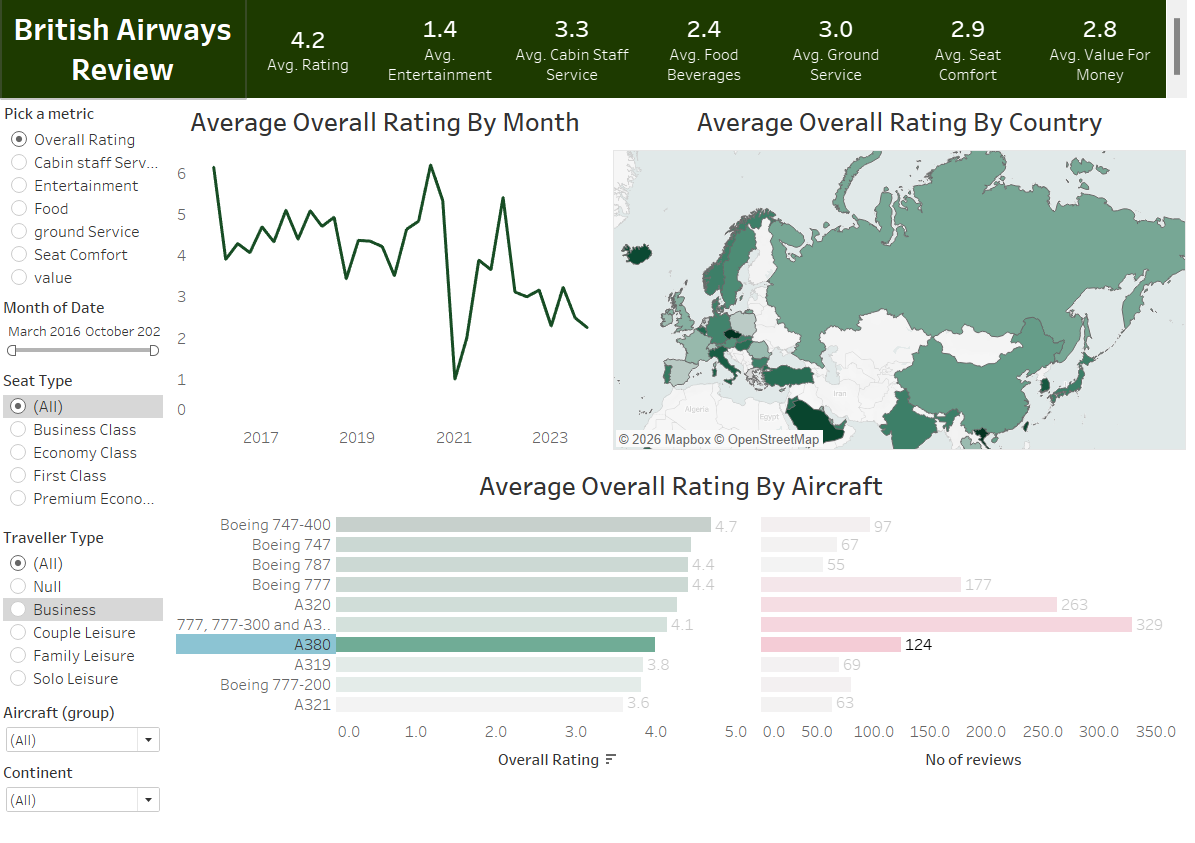 British Airways
Review
4.2
Avg. Rating
1.4
Avg.
Entertainment
3.3
Avg. Cabin Staff
Service
2.4
Avg. Food
Beverages
3.0
Avg. Ground
Service
2.9
Avg. Seat
Comfort
2.8
Avg. Value For
Money
Pick a metric
Overall Rating
Cabin staff Serv...
Entertainment
Food
ground Service
Seat Comfort
value
Month of Date
March 2016 October 202
Seat Type
(All)
Business Class
Economy Class
First Class
Premium Econo...
Traveller Type
(All)
Null
Business
Couple Leisure
Family Leisure
Solo Leisure
Aircraft (group)
(All)
Continent
(All)
Average Overall Rating By Month
6
5
4
3
2
1
0
2017 2019 2021 2023
Average Overall Rating By Country
Algeria
Egypt
Iran
© 2026 Mapbox © OpenStreetMap
Average Overall Rating By Aircraft
Boeing 747-400 4.7 97
Boeing 747 67
Boeing 787 4.4 55
Boeing 777 4.4 177
A320 263
777, 777-300 and A3.. 4.1 329
A380 124
A319 3.8 69
Boeing 777-200
A321 3.6 63
0.0 1.0 2.0 3.0 4.0 5.0 0.0 50.0 100.0 150.0 200.0 250.0 300.0 350.0
Overall Rating No of reviews